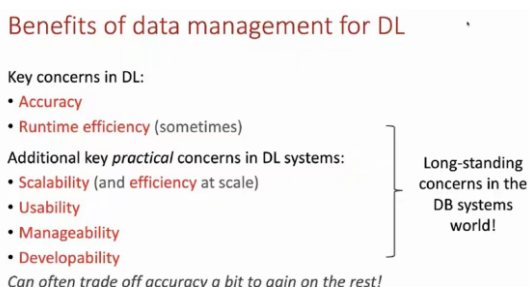 Benefits of data management for DL
Key concerns in DL:
• Accuracy
• Runtime efficiency (sometimes)
Additional key practical concerns in DL systems:
• Scalability (and efficiency at scale)
• Usability
• Manageability
• Developability
Can often trade off accuracy a bit to gain on the rest!
Long-standing
concerns in the
DB systems
world!